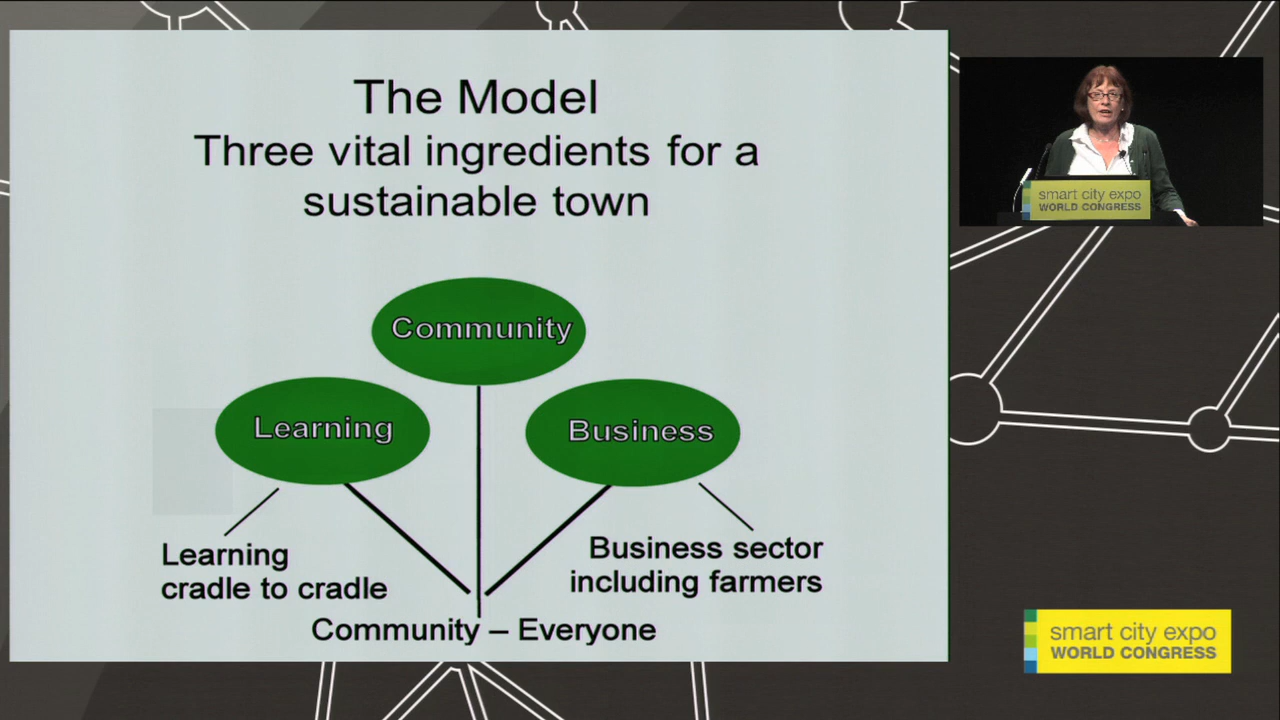 The Model
Three vital ingredients for a
sustainable town
Community
Learning
Business
Learning
cradle to cradle
Business sector
including farmers
Community – Everyone
smart city expo
WORLD CONGRESS
smart city expo
WORLD CONGRESS